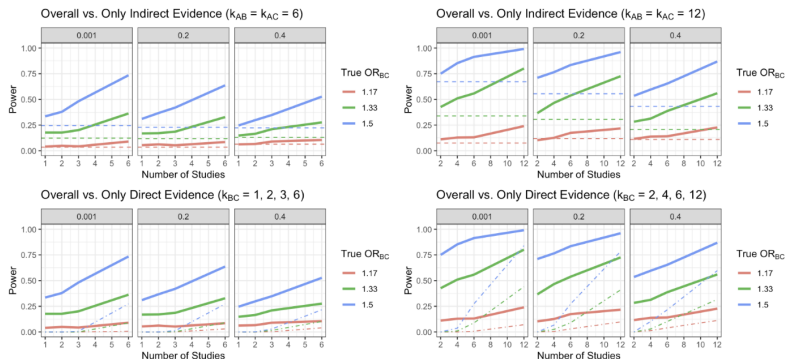 Overall vs. Only Indirect Evidence (kAB = kAC = 6)
0.001 0.2 0.4
1.00
0.75
0.50
0.25
0.00
Power
1 2 3 4 5 6 1 2 3 4 5 6 1 2 3 4 5 6
Number of Studies
True ORBC
1.17
1.33
1.5
Overall vs. Only Indirect Evidence (kAB = kAC = 12)
0.001 0.2 0.4
1.00
0.75
0.50
0.25
0.00
Power
2 4 6 8 10 12 2 4 6 8 10 12 2 4 6 8 10 12
Number of Studies
True ORBC
1.17
1.33
1.5
Overall vs. Only Direct Evidence (kBC = 1, 2, 3, 6)
0.001 0.2 0.4
1.00
0.75
0.50
0.25
0.00
Power
1 2 3 4 5 6 1 2 3 4 5 6 1 2 3 4 5 6
Number of Studies
True ORBC
1.17
1.33
1.5
Overall vs. Only Direct Evidence (kBC = 2, 4, 6, 12)
0.001 0.2 0.4
1.00
0.75
0.50
0.25
0.00
Power
2 4 6 8 10 12 2 4 6 8 10 12 2 4 6 8 10 12
Number of Studies
True ORBC
1.17
1.33
1.5